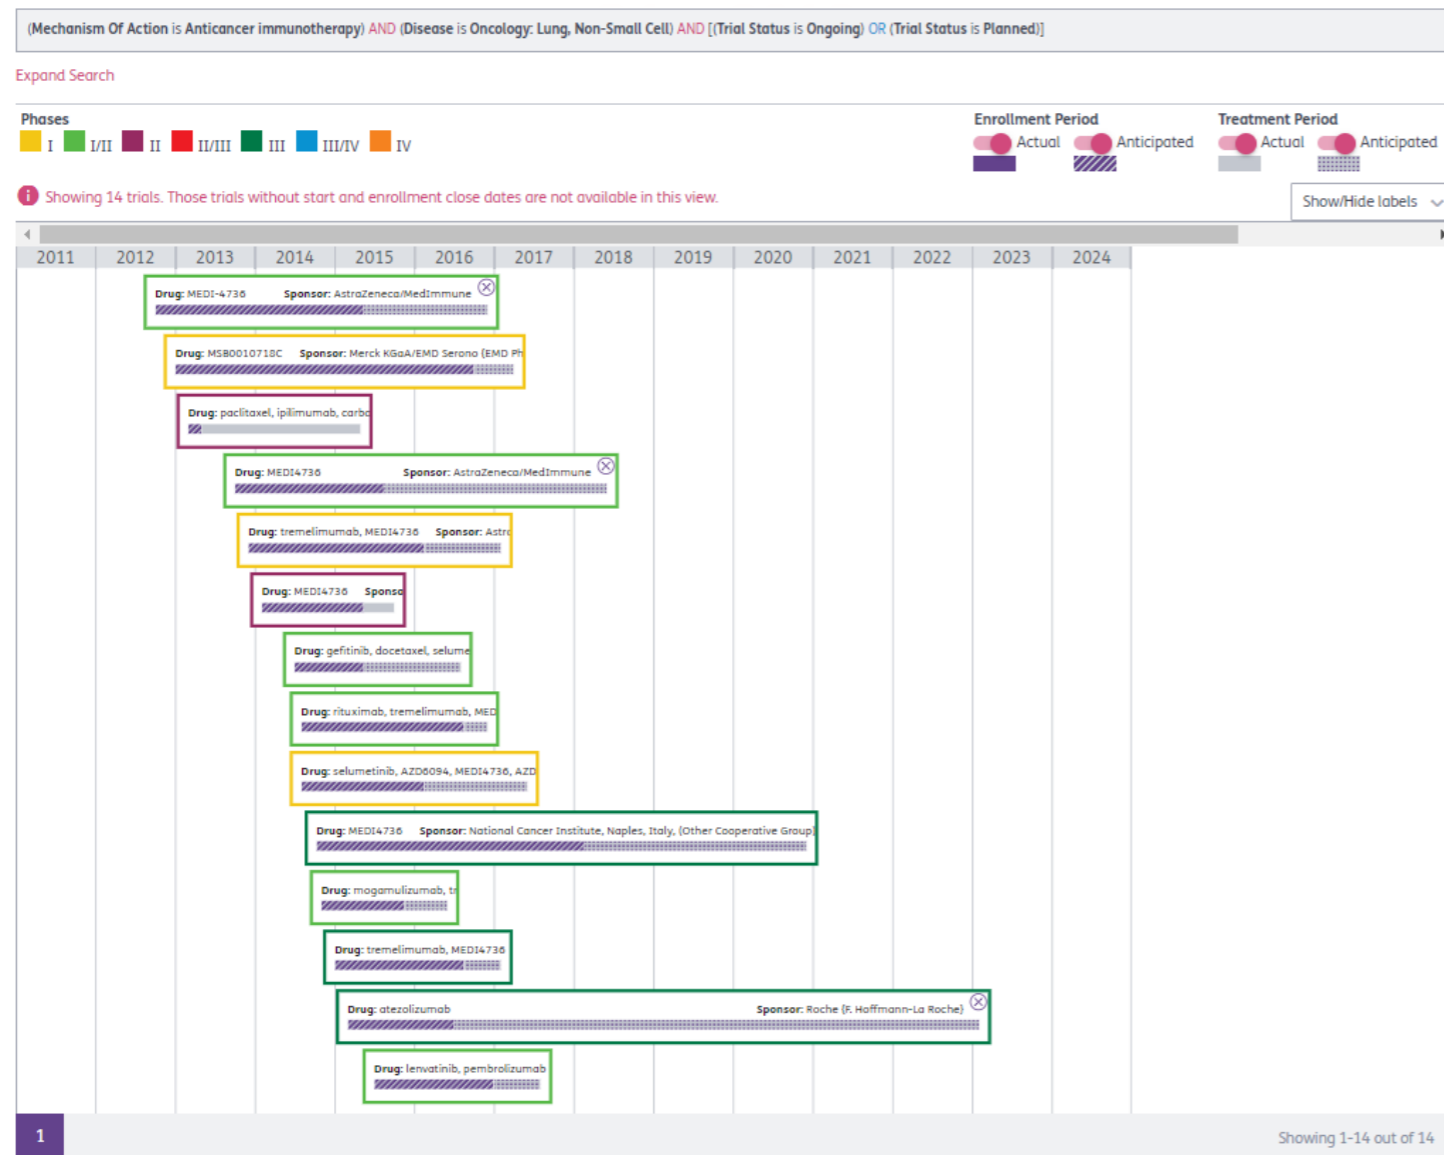 (Mechanism Of Action is Anticancer immunotherapy) AND (Disease is Oncology: Lung, Non-Small Cell) AND [(Trial Status is Ongoing) OR (Trial Status is Planned)]
Expand Search
Phases
I I/II II II/III III III/IV IV
Enrollment Period
Actual Anticipated
Treatment Period
Actual Anticipated
i Showing 14 trials. Those trials without start and enrollment close dates are not available in this view.
Show/Hide labels
2011 2012 2013 2014 2015 2016 2017 2018 2019 2020 2021 2022 2023 2024
Drug: MEDI-4736 Sponsor: AstraZeneca/MedImmune
Drug: MSB0010718C Sponsor: Merck KGaA/EMD Serono (EMD Ph
Drug: paclitaxel, ipilimumab, carbo
Drug: MEDI4736 Sponsor: AstraZeneca/MedImmune
Drug: tremelimumab, MEDI4736 Sponsor: Astra
Drug: MEDI4736 Sponso
Drug: gefitinib, docetaxel, selume
Drug: rituximab, tremelimumab, MED
Drug: selumetinib, AZD6094, MEDI4736, AZD
Drug: MEDI4736 Sponsor: National Cancer Institute, Naples, Italy, (Other Cooperative Group)
Drug: mogamulizumab, tr
Drug: tremelimumab, MEDI4736
Drug: atezolizumab Sponsor: Roche (F. Hoffmann-La Roche)
Drug: lenvatinib, pembrolizumab
1
Showing 1-14 out of 14